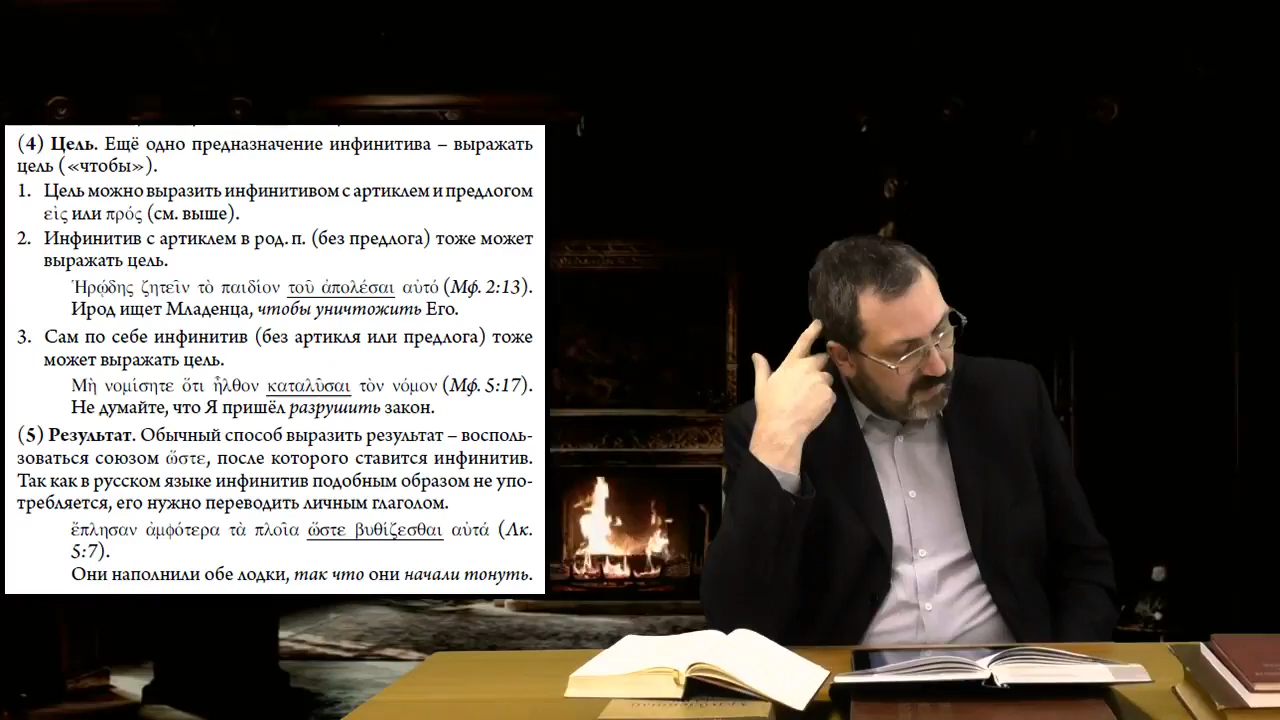 (4) Цель. Ещё одно предназначение инфинитива – выражать
цель («чтобы»).
1. Цель можно выразить инфинитивом с артиклем и предлогом
εἰς или πρός (см. выше).
2. Инфинитив с артиклем в род. п. (без предлога) тоже может
выражать цель.
Ἡρῴδης ζητεῖν τὸ παιδίον τοῦ ἀπολέσαι αὐτό (Мф. 2:13).
Ирод ищет Младенца, чтобы уничтожить Его.
3. Сам по себе инфинитив (без артикля или предлога) тоже
может выражать цель.
Μὴ νομίσητε ὅτι ἦλθον καταλῦσαι τὸν νόμον (Мф. 5:17).
Не думайте, что Я пришёл разрушить закон.
(5) Результат. Обычный способ выразить результат – восполь-
зоваться союзом ὥστε, после которого ставится инфинитив.
Так как в русском языке инфинитив подобным образом не упо-
требляется, его нужно переводить личным глаголом.
ἔπλησαν ἀμφότερα τὰ πλοῖα ὥστε βυθίζεσθαι αὐτά (Лк.
5:7).
Они наполнили обе лодки, так что они начали тонуть.